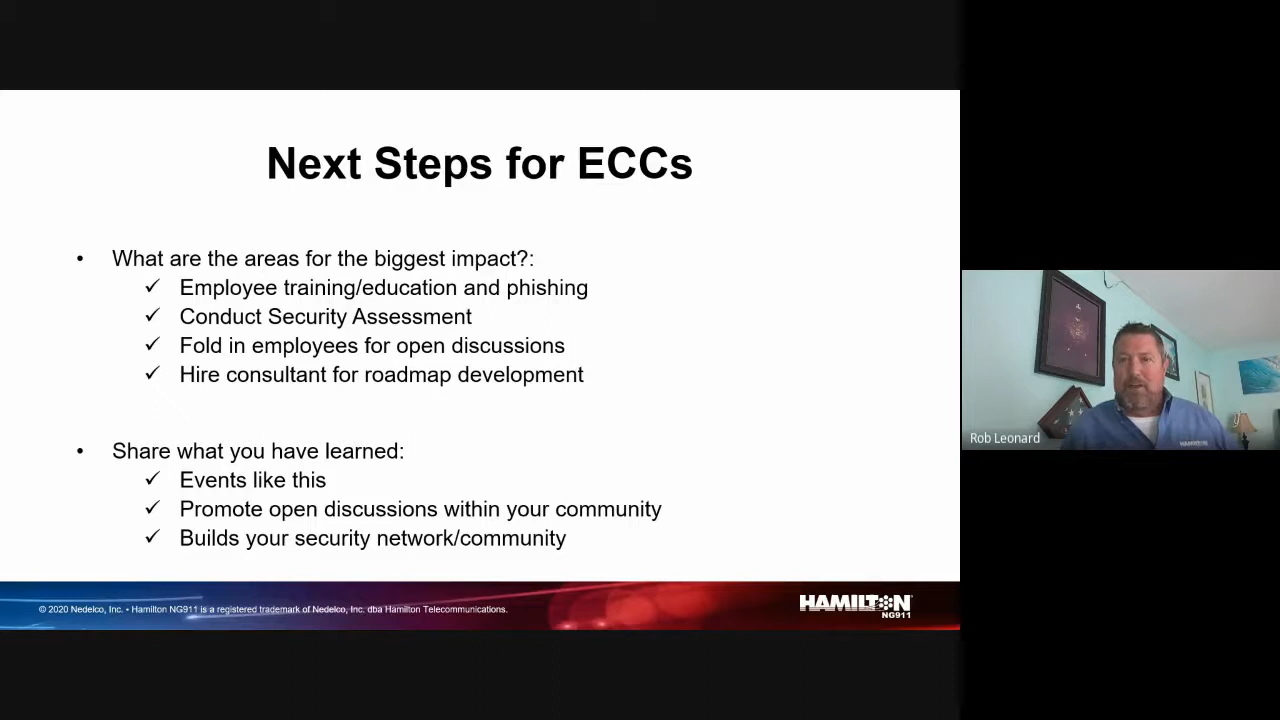 Next Steps for ECCs
• What are the areas for the biggest impact?:
✓ Employee training/education and phishing
✓ Conduct Security Assessment
✓ Fold in employees for open discussions
✓ Hire consultant for roadmap development
• Share what you have learned:
✓ Events like this
✓ Promote open discussions within your community
✓ Builds your security network/community
© 2020 Nedelco, Inc. • Hamilton NG911 is a registered trademark of Nedelco, Inc. dba Hamilton Telecommunications.
HAMILTON
NG911
Rob Leonard
HAMILTON